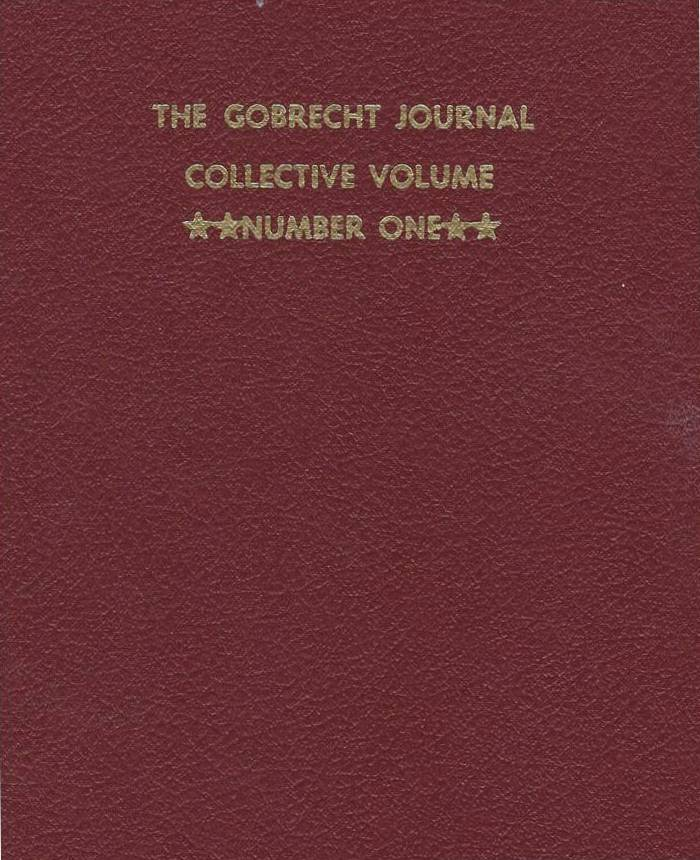 THE GOBRECHT JOURNAL
COLLECTIVE VOLUME
★★NUMBER ONE★★